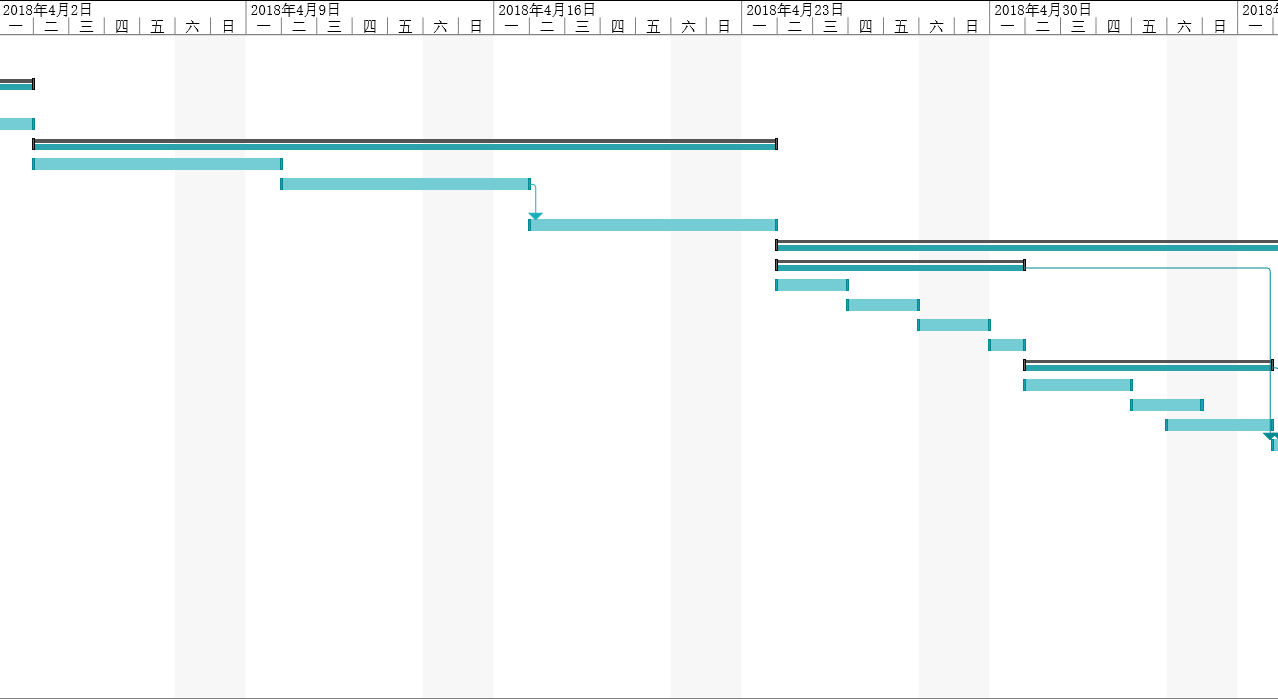 2018年4月2日 2018年4月9日 2018年4月16日 2018年4月23日 2018年4月30日 2018
一 二 三 四 五 六 日 一 二 三 四 五 六 日 一 二 三 四 五 六 日 一 二 三 四 五 六 日 一 二 三 四 五 六 日 一